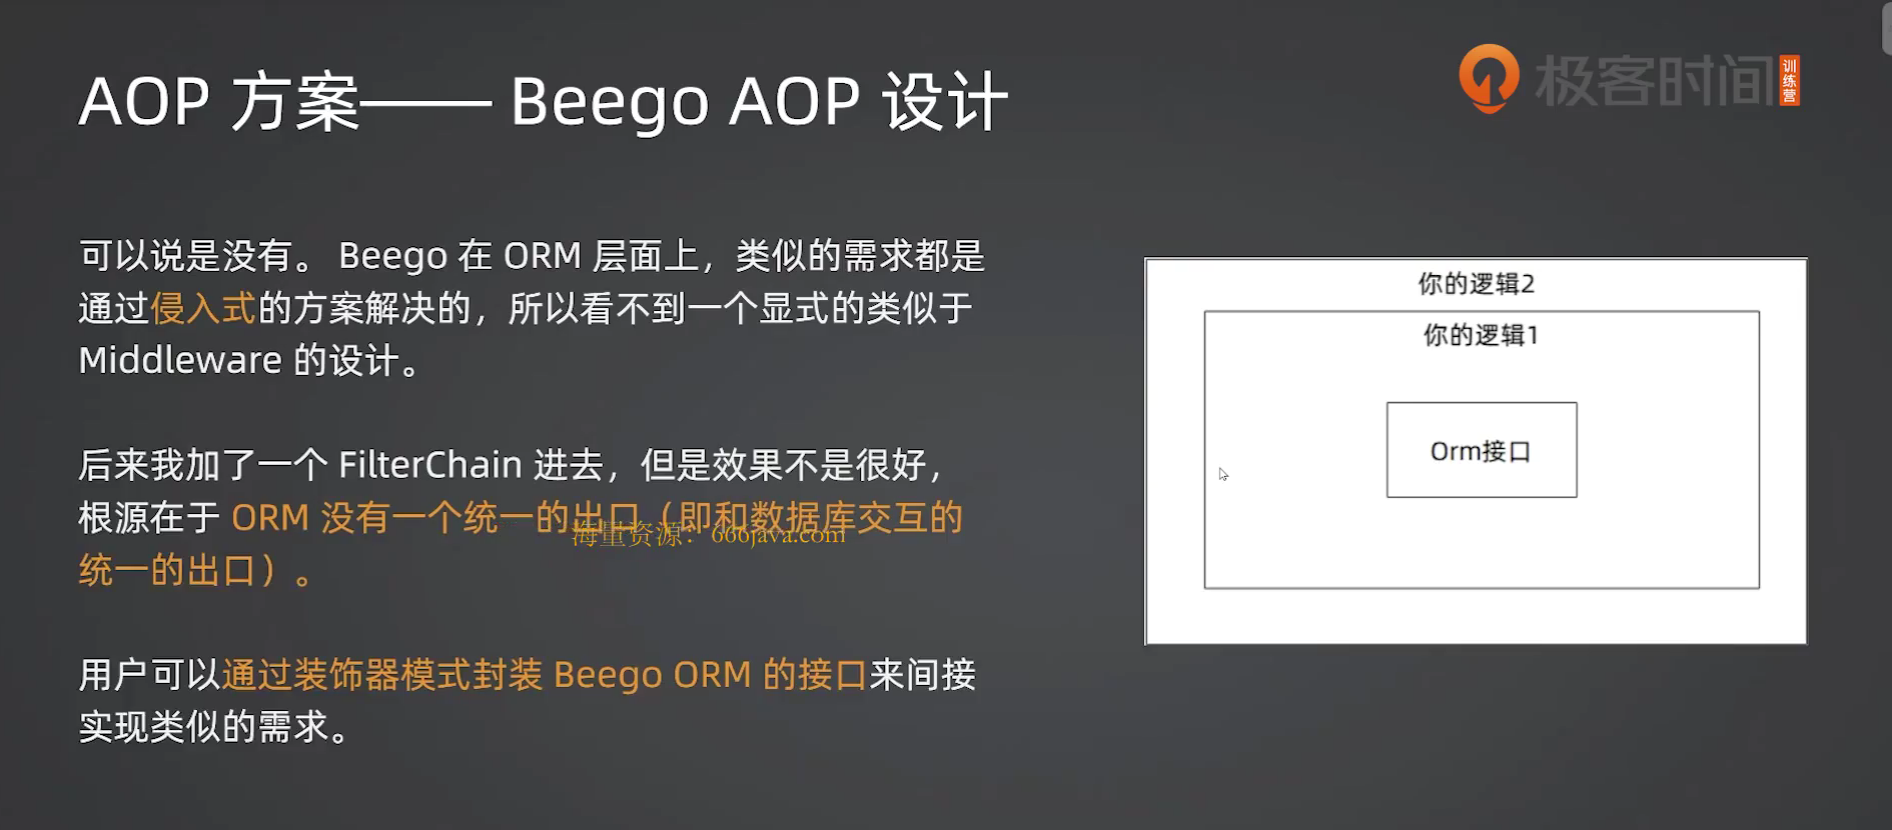 AOP 方案—— Beego AOP 设计
极客时间
训练营
可以说是没有。 Beego 在 ORM 层面上，类似的需求都是
通过侵入式的方案解决的，所以看不到一个显式的类似于
Middleware 的设计。
后来我加了一个 FilterChain 进去，但是效果不是很好，
根源在于 ORM 没有一个统一的出口（即和数据库交互的
海量资源：666java.com
统一的出口）。
用户可以通过装饰器模式封装 Beego ORM 的接口来间接
实现类似的需求。
你的逻辑2
你的逻辑1
Orm接口